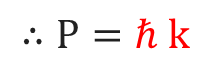 ∴ P = ℏ k